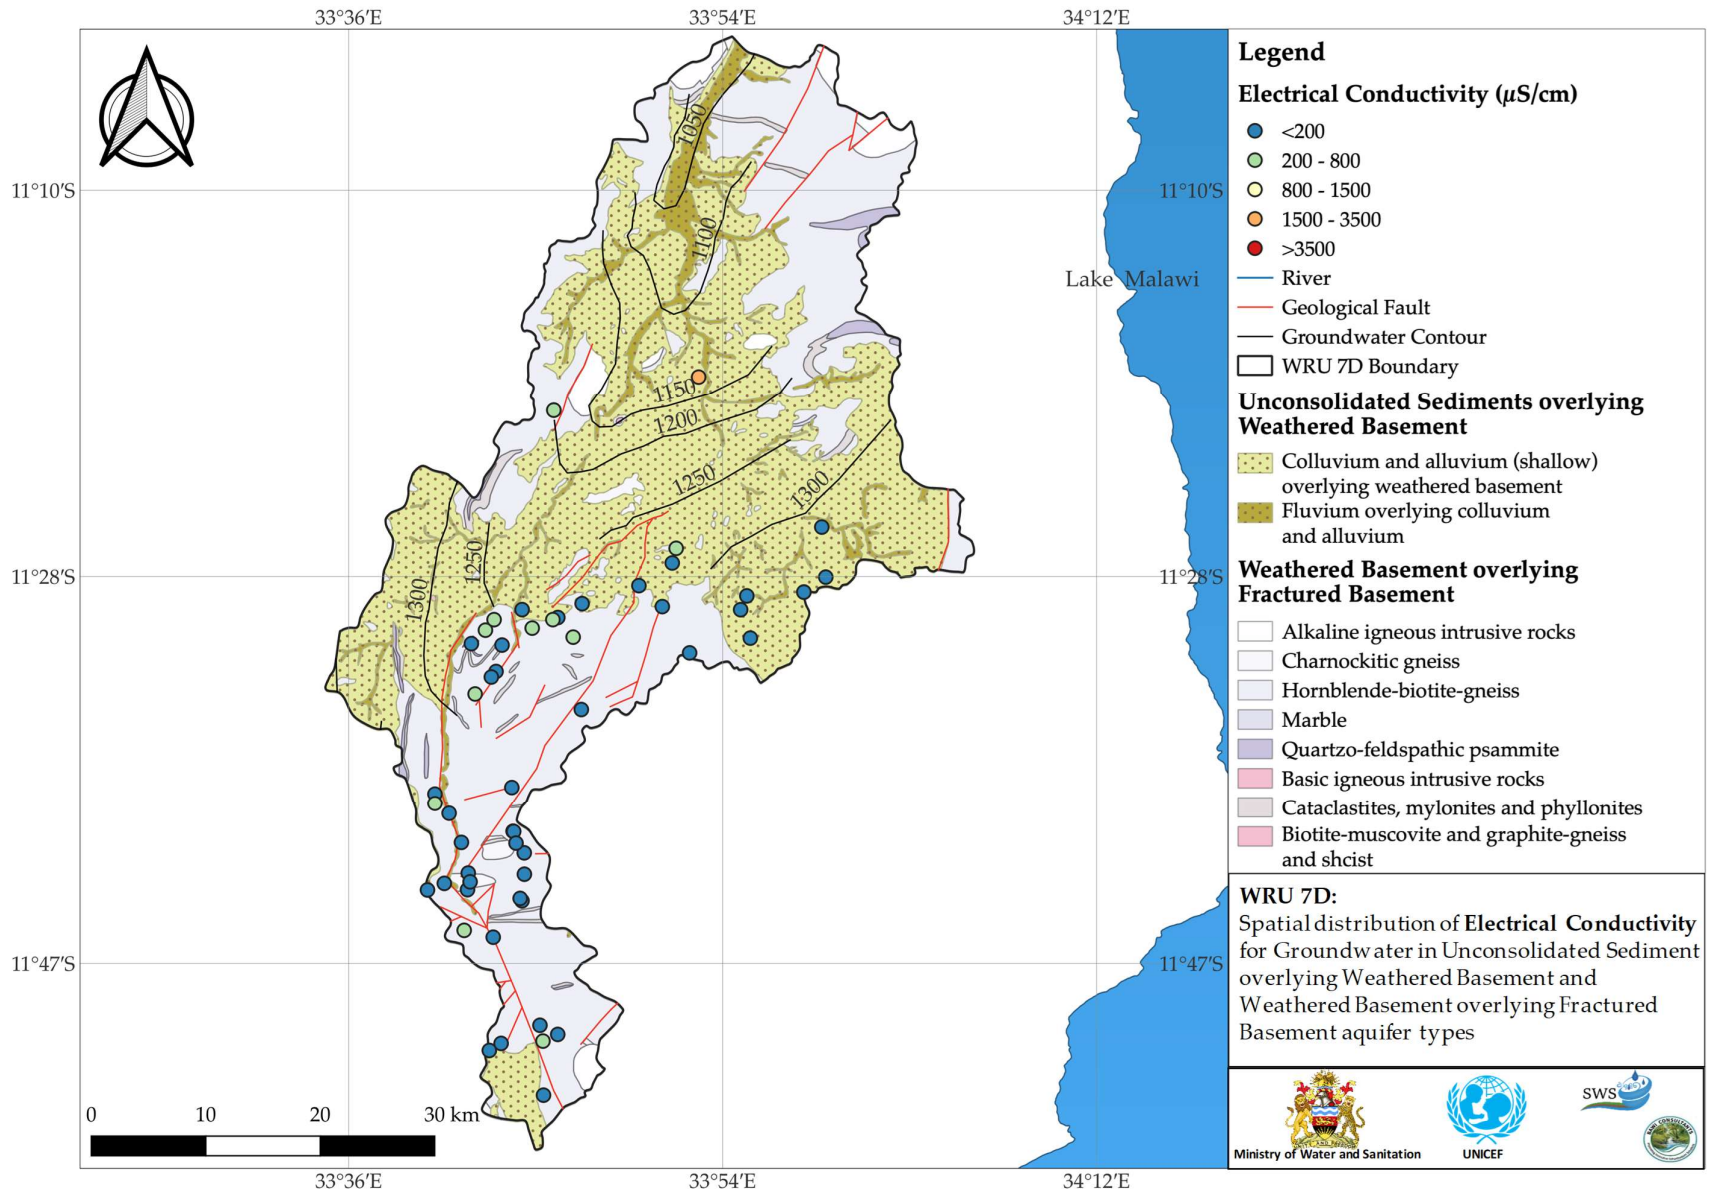 33°36'E
33°54'E
34°12'E
11°10'S
11°10'S
11°28'S
11°28'S
11°47'S
11°47'S
33°36'E
33°54'E
34°12'E
1050
1100
1150
1200
1250
1300
1250
1300
Lake Malawi
0 10 20 30 km
Legend
Electrical Conductivity (µS/cm)
<200
200 - 800
800 - 1500
1500 - 3500
>3500
River
Geological Fault
Groundwater Contour
WRU 7D Boundary
Unconsolidated Sediments overlying
Weathered Basement
Colluvium and alluvium (shallow)
overlying weathered basement
Fluvium overlying colluvium
and alluvium
Weathered Basement overlying
Fractured Basement
Alkaline igneous intrusive rocks
Charnockitic gneiss
Hornblende-biotite-gneiss
Marble
Quartzo-feldspathic psammite
Basic igneous intrusive rocks
Cataclastites, mylonites and phyllonites
Biotite-muscovite and graphite-gneiss
and shcist
WRU 7D:
Spatial distribution of Electrical Conductivity
for Groundwater in Unconsolidated Sediment
overlying Weathered Basement and
Weathered Basement overlying Fractured
Basement aquifer types
Ministry of Water and Sanitation
UNICEF
SWS